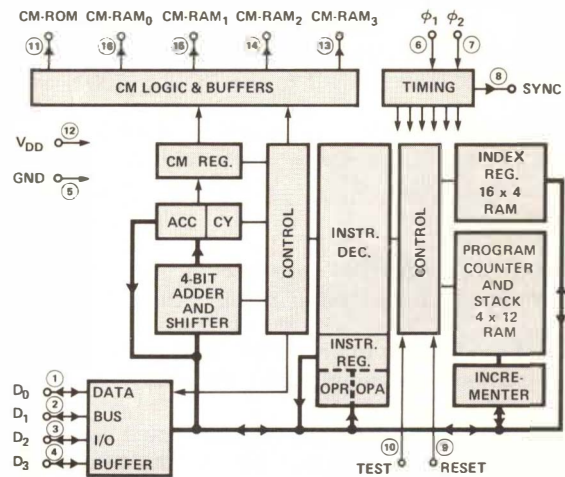 CM-ROM CM-RAM₀ CM-RAM₁ CM-RAM₂ CM-RAM₃
11 16 15 14 13
ϕ₁ ϕ₂
6 7
CM LOGIC & BUFFERS
TIMING
8 SYNC
V_DD 12
GND 5
CM REG.
ACC CY
4-BIT
ADDER
AND
SHIFTER
CONTROL
INSTR.
DEC.
INSTR.
REG.
OPR OPA
CONTROL
INDEX
REG.
16 x 4
RAM
PROGRAM
COUNTER
AND
STACK
4 x 12
RAM
INCRE-
MENTER
D₀ 1
D₁ 2
D₂ 3
D₃ 4
DATA
BUS
I/O
BUFFER
10 9
TEST RESET